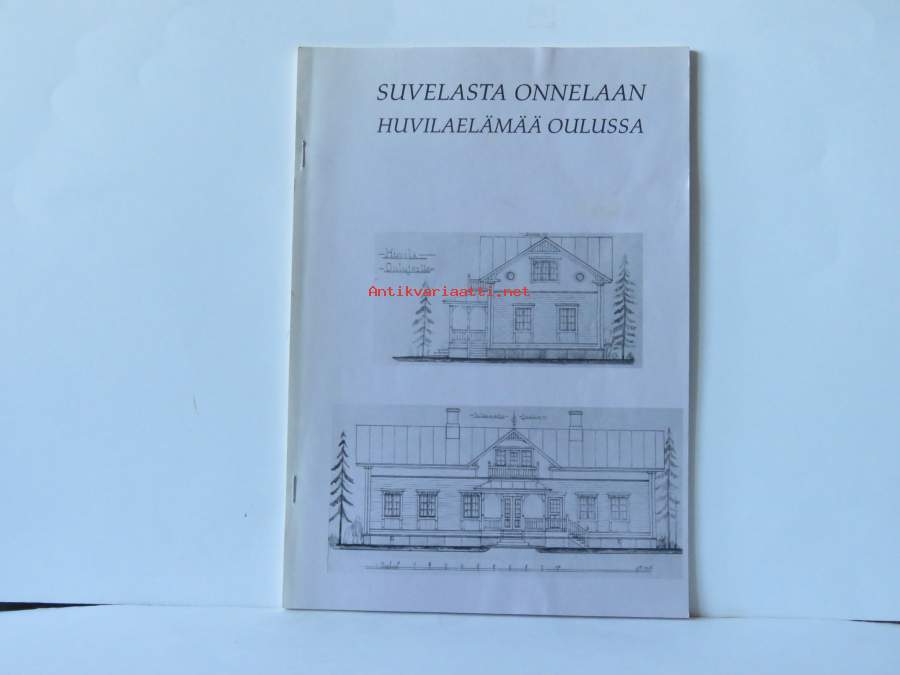 SUVELASTA ONNELAAN
HUVILAELÄMÄÄ OULUSSA
Antikvariaatti.net